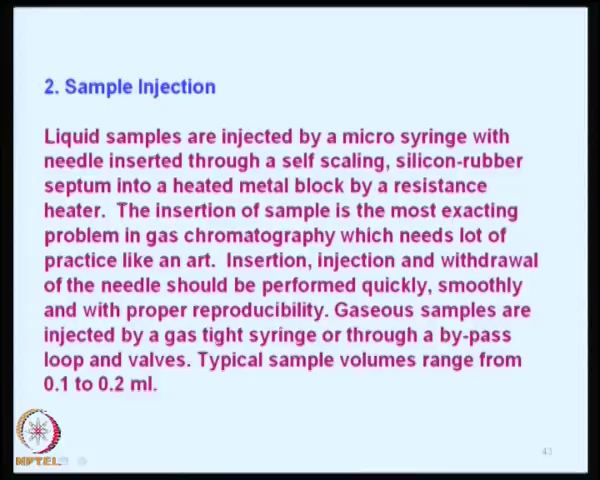 2. Sample Injection
Liquid samples are injected by a micro syringe with
needle inserted through a self scaling, silicon-rubber
septum into a heated metal block by a resistance
heater. The insertion of sample is the most exacting
problem in gas chromatography which needs lot of
practice like an art. Insertion, injection and withdrawal
of the needle should be performed quickly, smoothly
and with proper reproducibility. Gaseous samples are
injected by a gas tight syringe or through a by-pass
loop and valves. Typical sample volumes range from
0.1 to 0.2 ml.
NPTEL
43